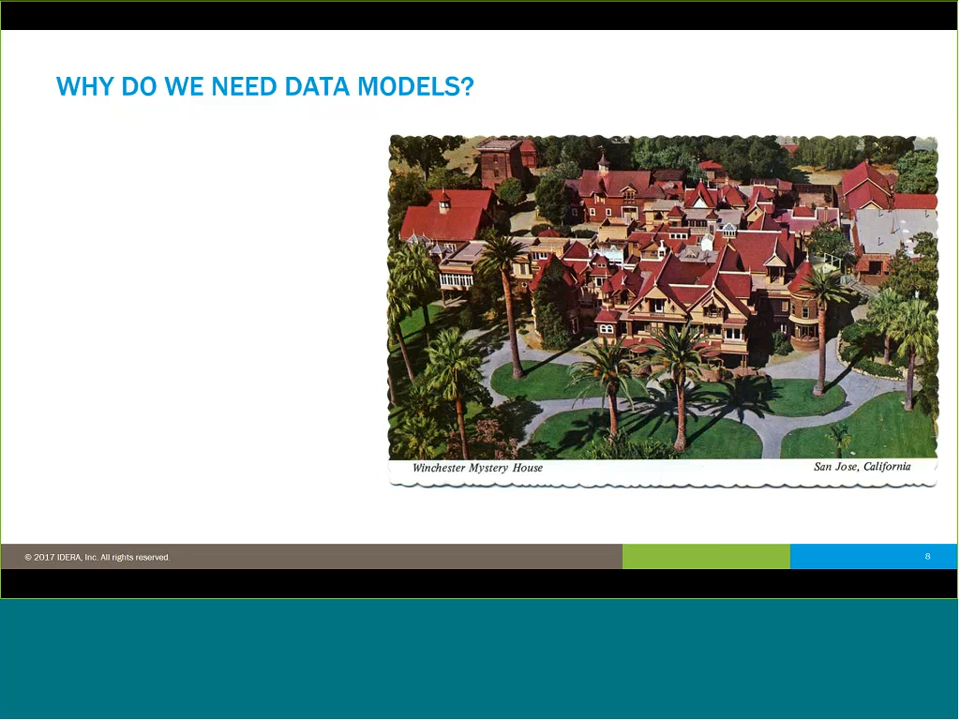 WHY DO WE NEED DATA MODELS?
Winchester Mystery House
San Jose, California
© 2017 IDERA, Inc. All rights reserved.
8